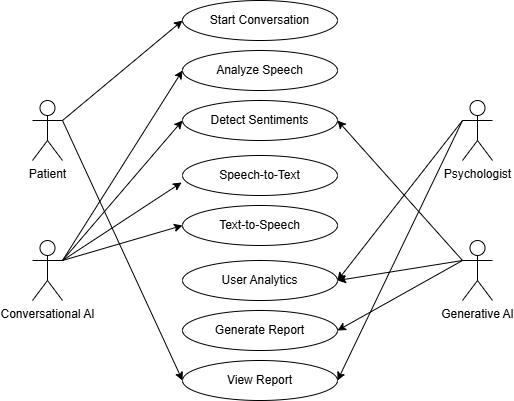 Start Conversation
Analyze Speech
Detect Sentiments
Patient
Psychologist
Speech-to-Text
Text-to-Speech
User Analytics
Conversational AI
Generative AI
Generate Report
View Report